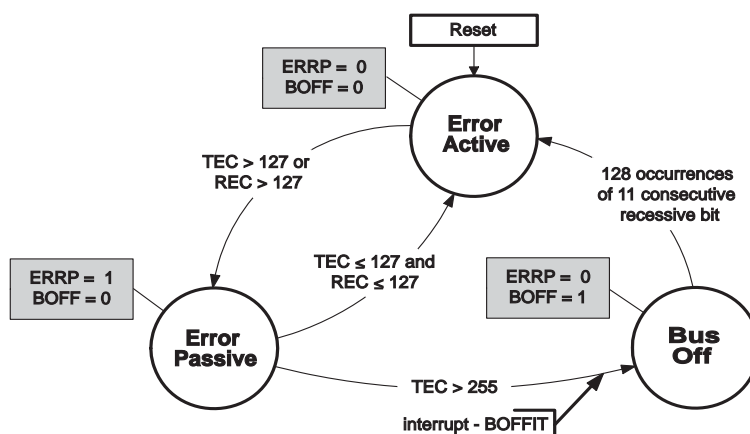 Reset
ERRP = 0
BOFF = 0
Error
Active
TEC > 127 or
REC > 127
128 occurrences
of 11 consecutive
recessive bit
TEC ≤ 127 and
REC ≤ 127
ERRP = 1
BOFF = 0
ERRP = 0
BOFF = 1
Error
Passive
Bus
Off
TEC > 255
interrupt - BOFFIT